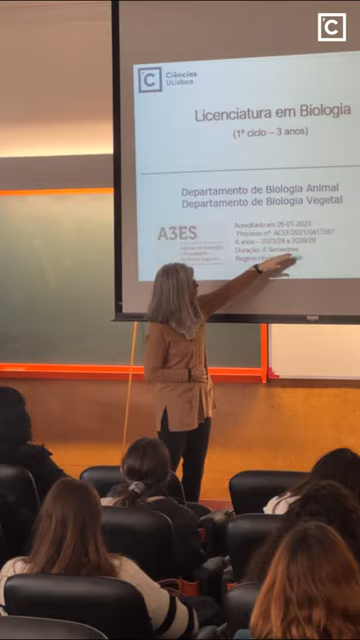 C
C Ciências
ULisboa
Licenciatura em Biologia
(1º ciclo – 3 anos)
Departamento de Biologia Animal
Departamento de Biologia Vegetal
A3ES
Acreditado em 26-01-2023
Processo nº: ACEF/2021/0417557
6 anos – 2023/24 a 2028/29
Duração: 6 Semestres
Regime